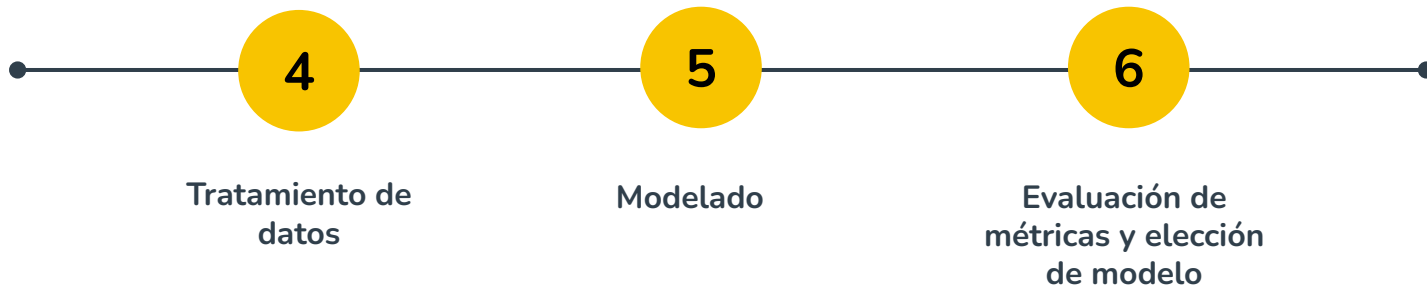 4
5
6
Tratamiento de
datos
Modelado
Evaluación de
métricas y elección
de modelo